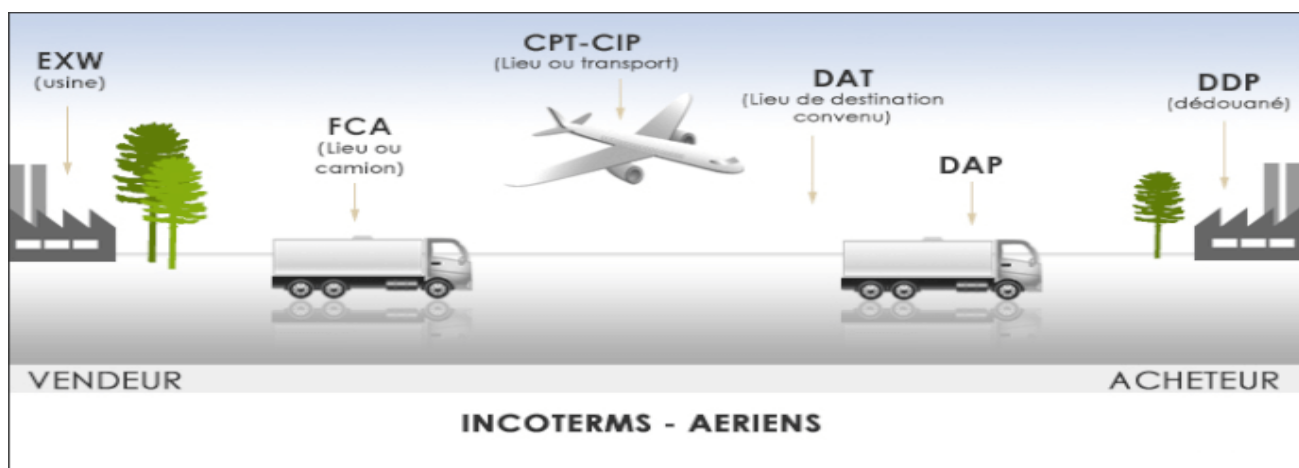 EXW
(usine)
FCA
(Lieu ou
camion)
CPT-CIP
(Lieu ou transport)
DAT
(Lieu de destination
convenu)
DAP
DDP
(dédouané)
VENDEUR
ACHETEUR
INCOTERMS - AERIENS